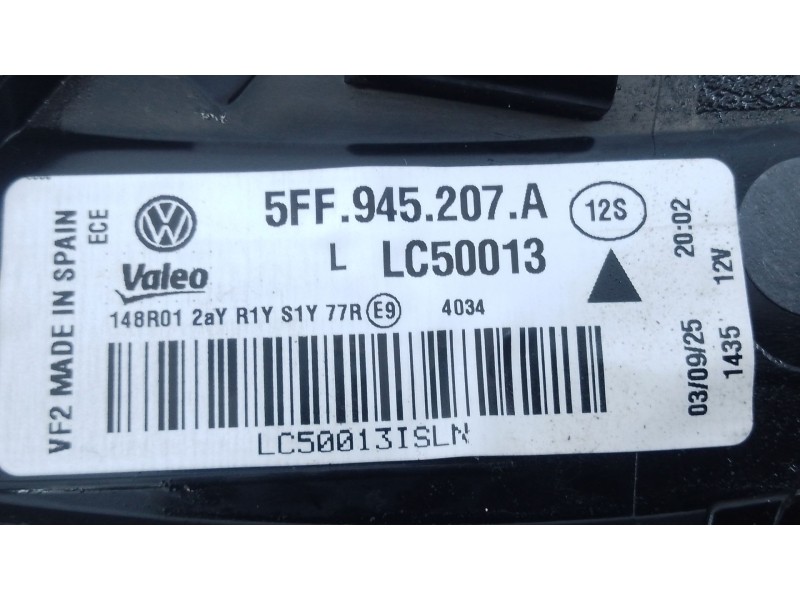 5FF.945.207.A
12S
L LC50013
Valeo
148R01 2aY R1Y S1Y 77R E9 4034
LC50013ISLN
VF2 MADE IN SPAIN
ECE
03/09/25 20:02
1435 12V